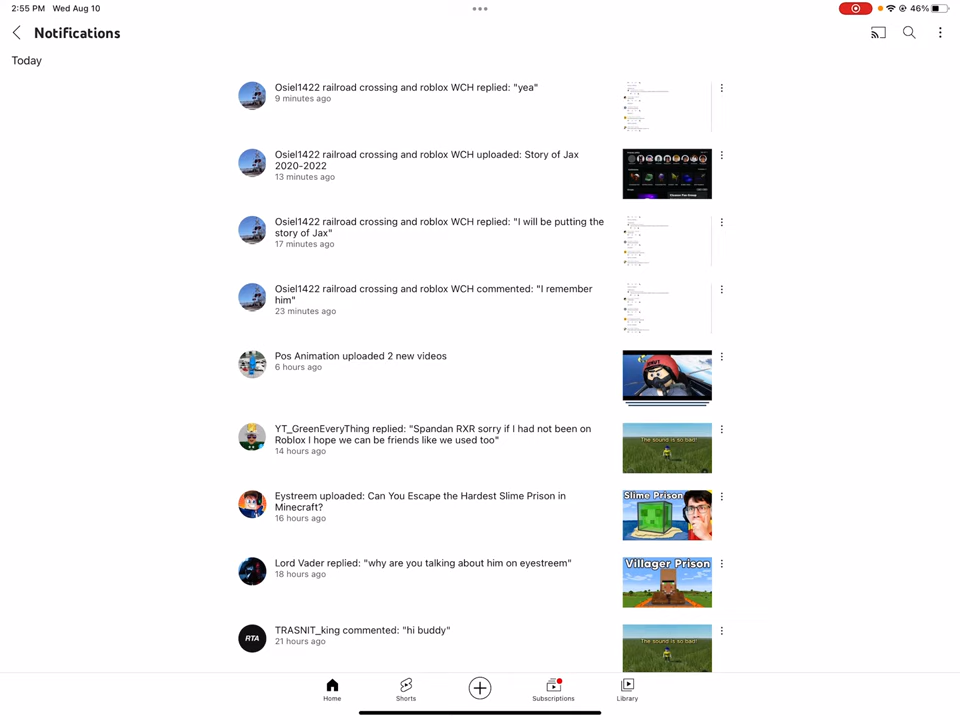 2:55 PM Wed Aug 10
46%
Notifications
Today
Osiel1422 railroad crossing and roblox WCH replied: "yea"
9 minutes ago
Osiel1422 railroad crossing and roblox WCH uploaded: Story of Jax
2020-2022
13 minutes ago
Osiel1422 railroad crossing and roblox WCH replied: "I will be putting the
story of Jax"
17 minutes ago
Osiel1422 railroad crossing and roblox WCH commented: "I remember
him"
23 minutes ago
Pos Animation uploaded 2 new videos
6 hours ago
YT_GreenEveryThing replied: "Spandan RXR sorry if I had not been on
Roblox I hope we can be friends like we used too"
14 hours ago
The sound is so bad!
Eystreem uploaded: Can You Escape the Hardest Slime Prison in
Minecraft?
16 hours ago
Slime Prison
Lord Vader replied: "why are you talking about him on eyestreem"
18 hours ago
Villager Prison
RTA
TRASNIT_king commented: "hi buddy"
21 hours ago
The sound is so bad!
Home
Shorts
Subscriptions
Library